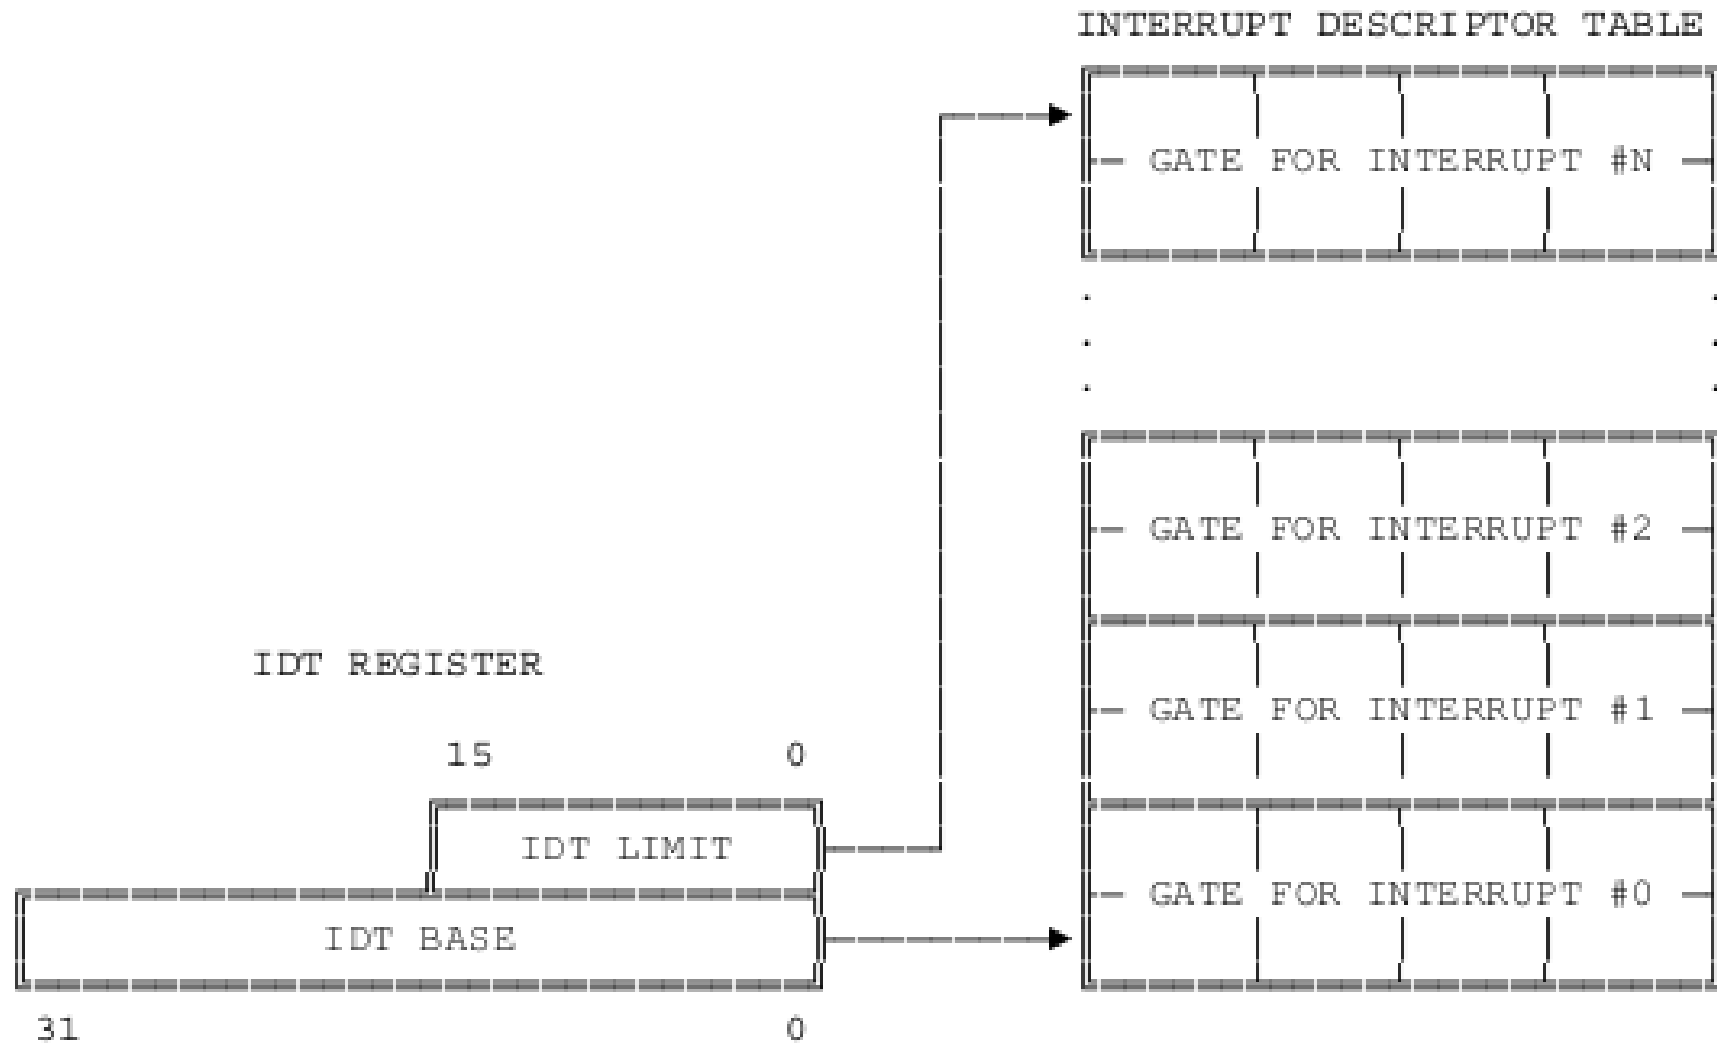 INTERRUPT DESCRIPTOR TABLE
GATE FOR INTERRUPT #N
GATE FOR INTERRUPT #2
IDT REGISTER
GATE FOR INTERRUPT #1
15 0
IDT LIMIT
GATE FOR INTERRUPT #0
IDT BASE
31 0